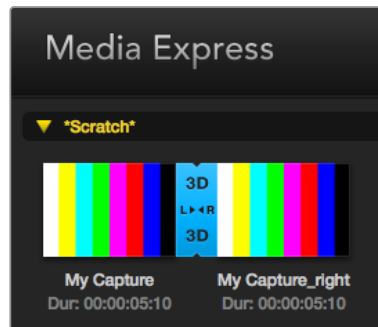 Media Express
*Scratch*
3D
L R
3D
My Capture My Capture_right
Dur: 00:00:05:10 Dur: 00:00:05:10